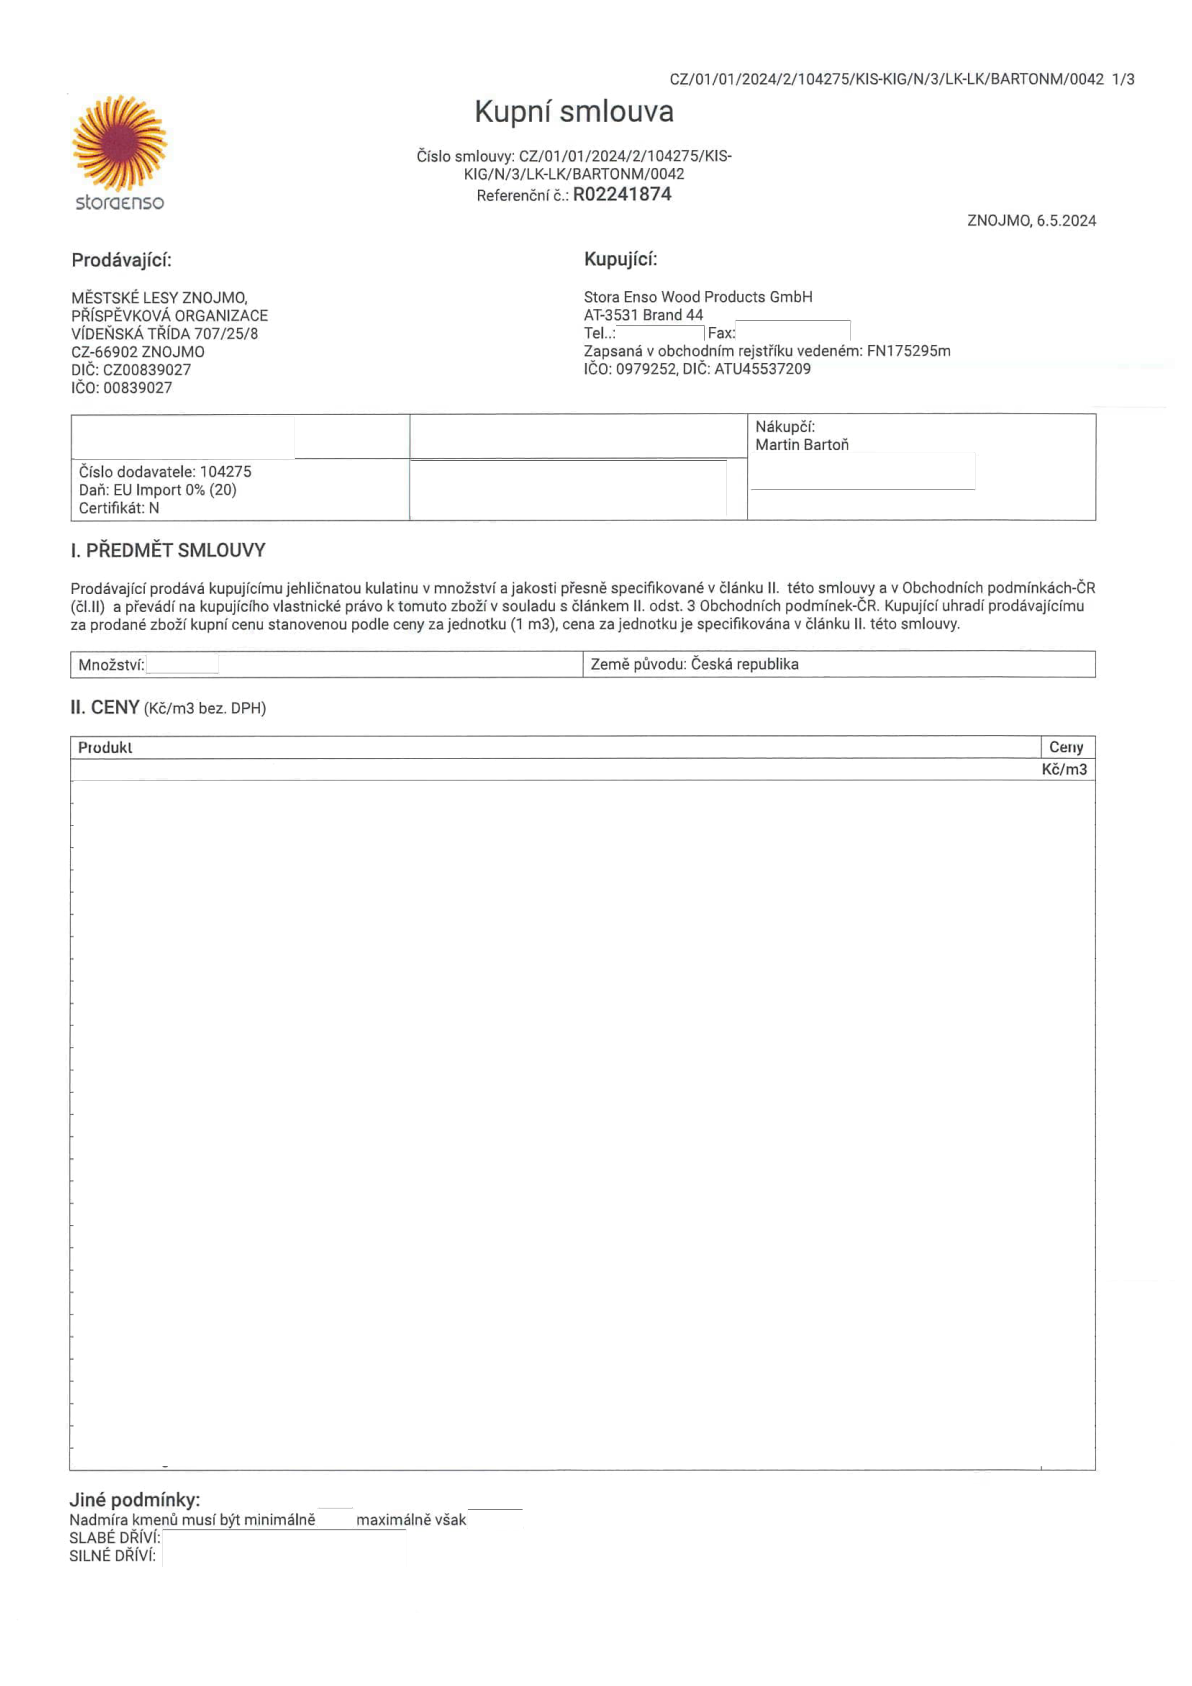 CZ/01/01/2024/2/104275/KIS-KIG/N/3/LK-LK/BARTONM/0042 1/3
storaenso
Kupní smlouva
Číslo smlouvy: CZ/01/01/2024/2/104275/KIS-
KIG/N/3/LK-LK/BARTONM/0042
Referenční č.: R02241874
ZNOJMO, 6.5.2024
Prodávající:
MĚSTSKÉ LESY ZNOJMO,
PŘÍSPĚVKOVÁ ORGANIZACE
VÍDEŇSKÁ TŘÍDA 707/25/8
CZ-66902 ZNOJMO
DIČ: CZ00839027
IČO: 00839027
Kupující:
Stora Enso Wood Products GmbH
AT-3531 Brand 44
Tel..: Fax:
Zapsaná v obchodním rejstříku vedeném: FN175295m
IČO: 0979252, DIČ: ATU45537209
Nákupčí:
Martin Bartoň
Číslo dodavatele: 104275
Daň: EU Import 0% (20)
Certifikát: N
I. PŘEDMĚT SMLOUVY
Prodávající prodává kupujícímu jehličnatou kulatinu v množství a jakosti přesně specifikované v článku II. této smlouvy a v Obchodních podmínkách-ČR
(čl.II) a převádí na kupujícího vlastnické právo k tomuto zboží v souladu s článkem II. odst. 3 Obchodních podmínek-ČR. Kupující uhradí prodávajícímu
za prodané zboží kupní cenu stanovenou podle ceny za jednotku (1 m3), cena za jednotku je specifikována v článku II. této smlouvy.
Množství:
Země původu: Česká republika
II. CENY (Kč/m3 bez. DPH)
Produkt Ceny
Kč/m3
Jiné podmínky:
Nadmíra kmenů musí být minimálně maximálně však
SLABÉ DŘÍVÍ:
SILNÉ DŘÍVÍ: